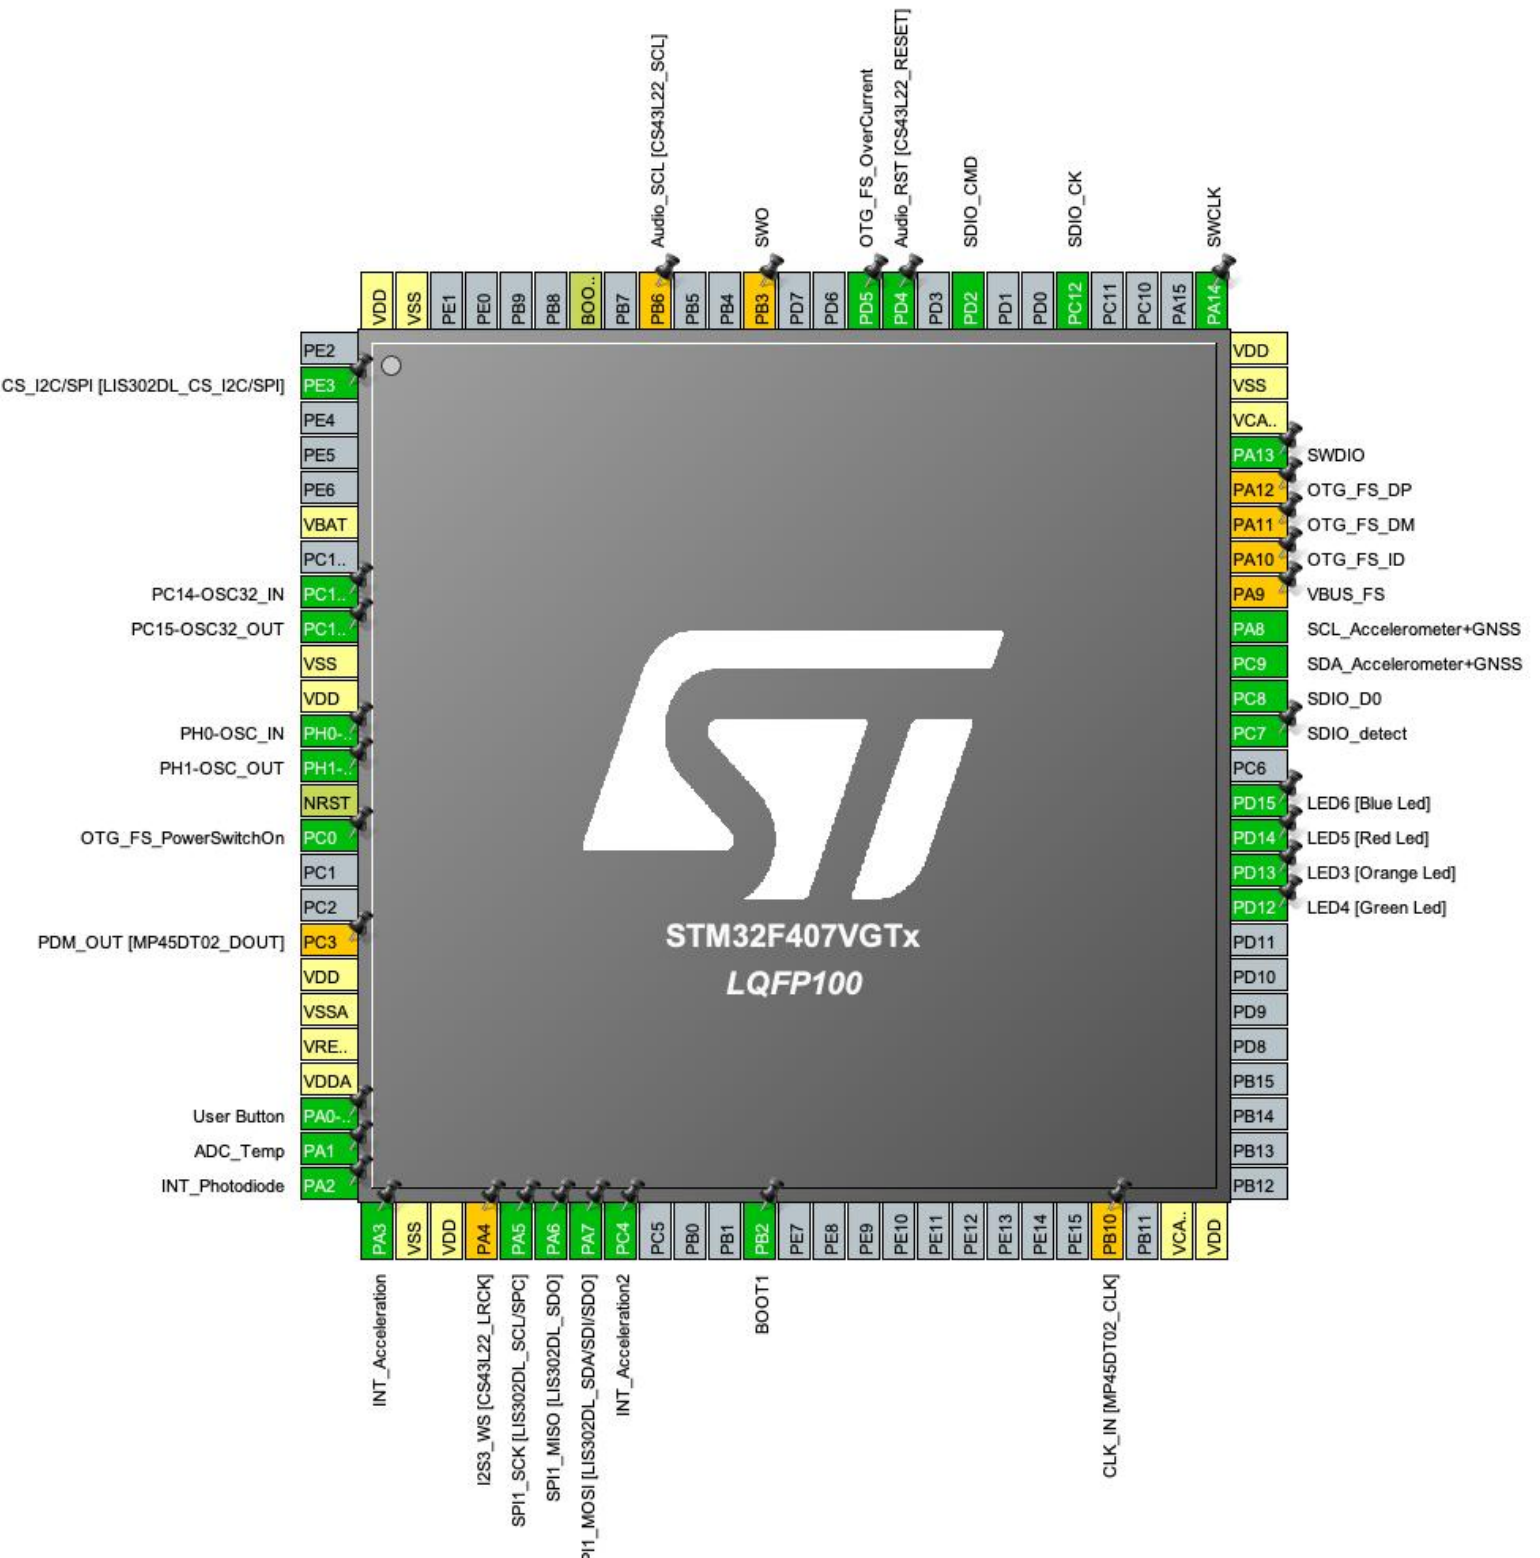 Audio_SCL [CS43L22_SCL]
SWO
OTG_FS_OverCurrent
Audio_RST [CS43L22_RESET]
SDIO_CMD
SDIO_CK
SWCLK
VDD
VSS
PE1
PE0
PB9
PB8
BOO..
PB7
PB6
PB5
PB4
PB3
PD7
PD6
PD5
PD4
PD3
PD2
PD1
PD0
PC12
PC11
PC10
PA15
PA14
PE2
CS_I2C/SPI [LIS302DL_CS_I2C/SPI] PE3
PE4
PE5
PE6
VBAT
PC1..
PC14-OSC32_IN PC1..
PC15-OSC32_OUT PC1..
VSS
VDD
PH0-OSC_IN PH0-..
PH1-OSC_OUT PH1-..
NRST
OTG_FS_PowerSwitchOn PC0
PC1
PC2
PDM_OUT [MP45DT02_DOUT] PC3
VDD
VSSA
VRE..
VDDA
User Button PA0-..
ADC_Temp PA1
INT_Photodiode PA2
ST
STM32F407VGTx
LQFP100
VDD
VSS
VCA..
PA13 SWDIO
PA12 OTG_FS_DP
PA11 OTG_FS_DM
PA10 OTG_FS_ID
PA9 VBUS_FS
PA8 SCL_Accelerometer+GNSS
PC9 SDA_Accelerometer+GNSS
PC8 SDIO_D0
PC7 SDIO_detect
PC6
PD15 LED6 [Blue Led]
PD14 LED5 [Red Led]
PD13 LED3 [Orange Led]
PD12 LED4 [Green Led]
PD11
PD10
PD9
PD8
PB15
PB14
PB13
PB12
PA3
VSS
VDD
PA4
PA5
PA6
PA7
PC4
PC5
PB0
PB1
PB2
PE7
PE8
PE9
PE10
PE11
PE12
PE13
PE14
PE15
PB10
PB11
VCA..
VDD
INT_Acceleration
I2S3_WS [CS43L22_LRCK]
SPI1_SCK [LIS302DL_SCL/SPC]
SPI1_MISO [LIS302DL_SDO]
PI1_MOSI [LIS302DL_SDA/SDI/SDO]
INT_Acceleration2
BOOT1
CLK_IN [MP45DT02_CLK]